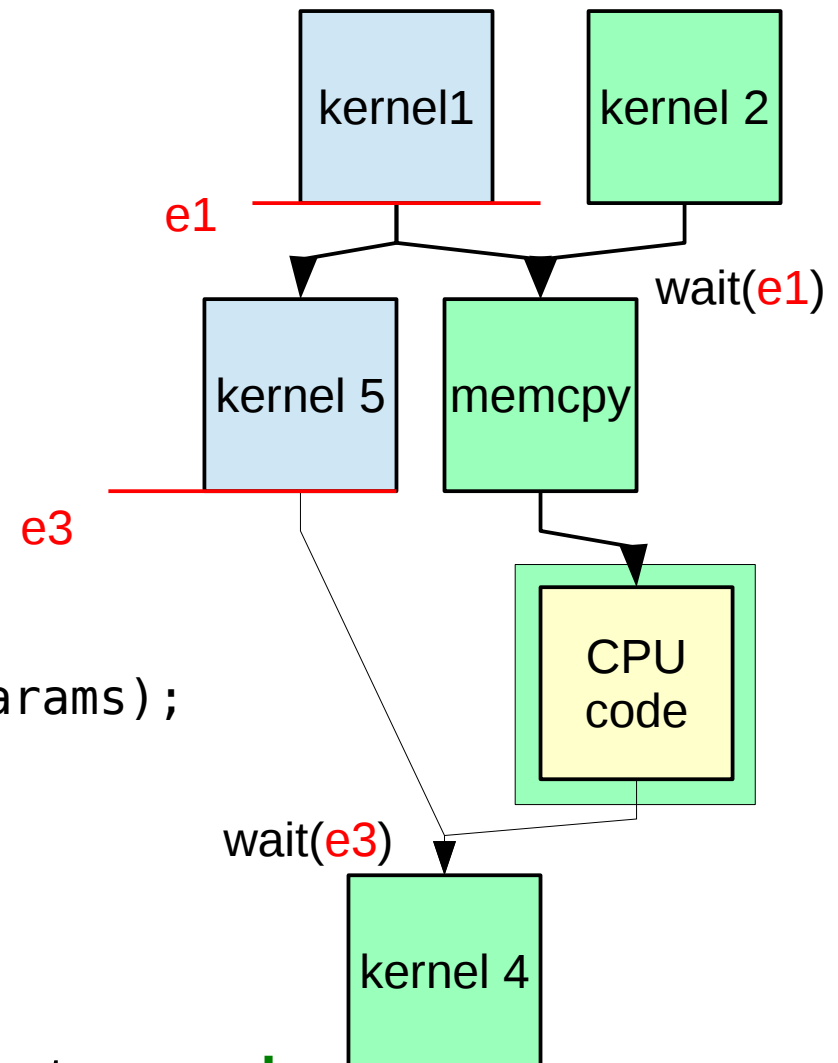 kernel1
kernel 2
e1
wait(e1)
kernel 5
memcpy
e3
CPU
code
arams);
wait(e3)
kernel 4